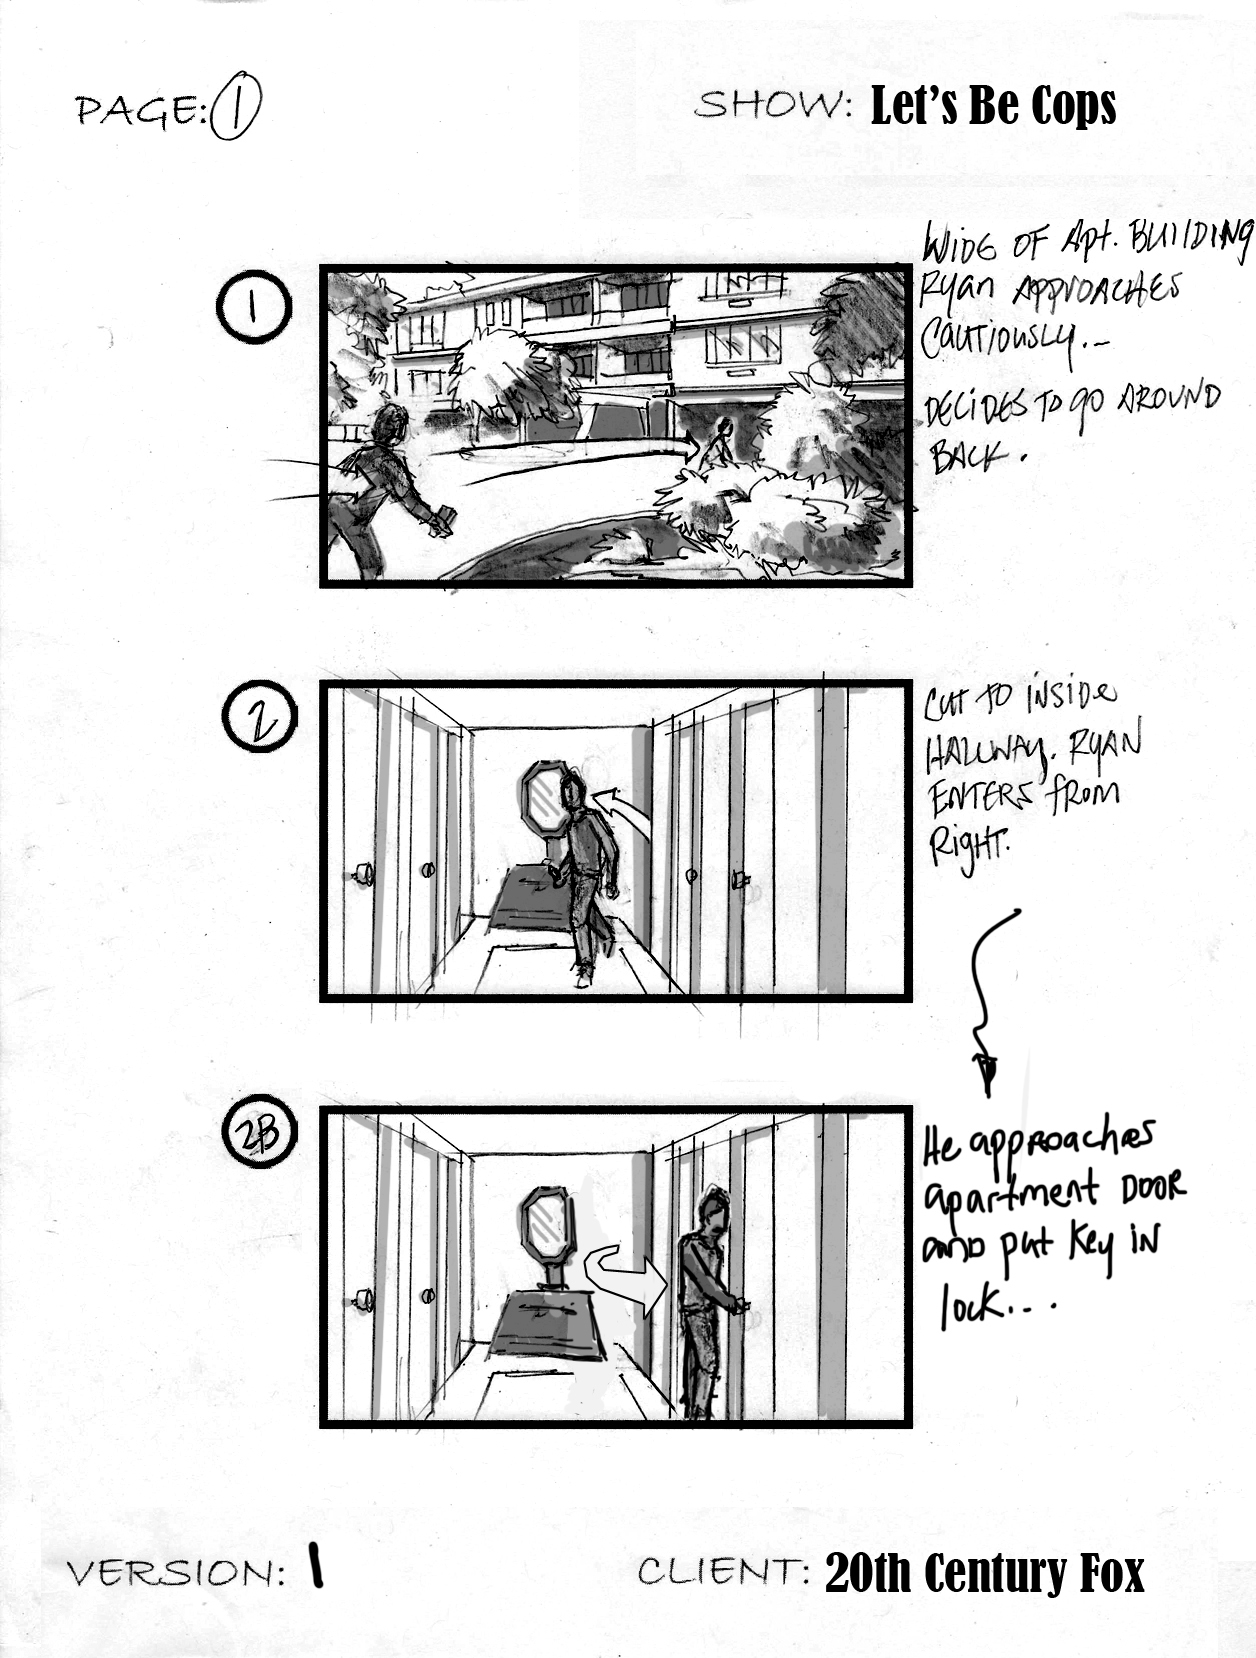 PAGE: 1
SHOW: Let's Be Cops
1
WIDE OF Apt. BUILDING
Ryan APPROACHES
CAUTIOUSLY._
DECIDES TO gO AROUND
BACK.
2
CUT TO INSIDE
HALLWAY. RYAN
ENTERS FROM
RigHT.
2B
He approaches
apartment DOOR
AND put key IN
lock...
VERSION: 1
CLIENT: 20th Century Fox